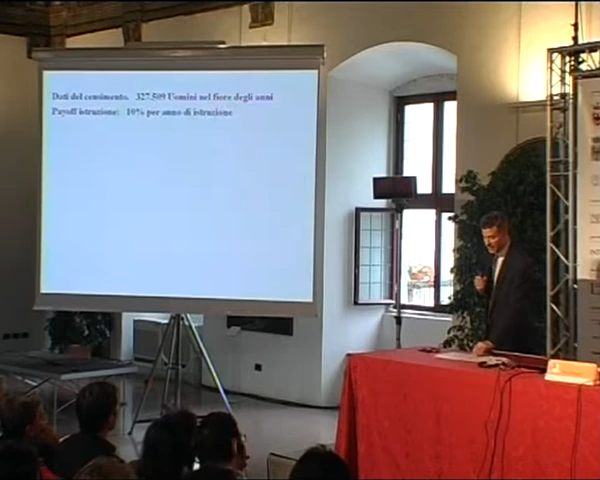 Dati del censimento. 327.509 Uomini nel fiore degli anni
Payoff istruzione: 10% per anno di istruzione